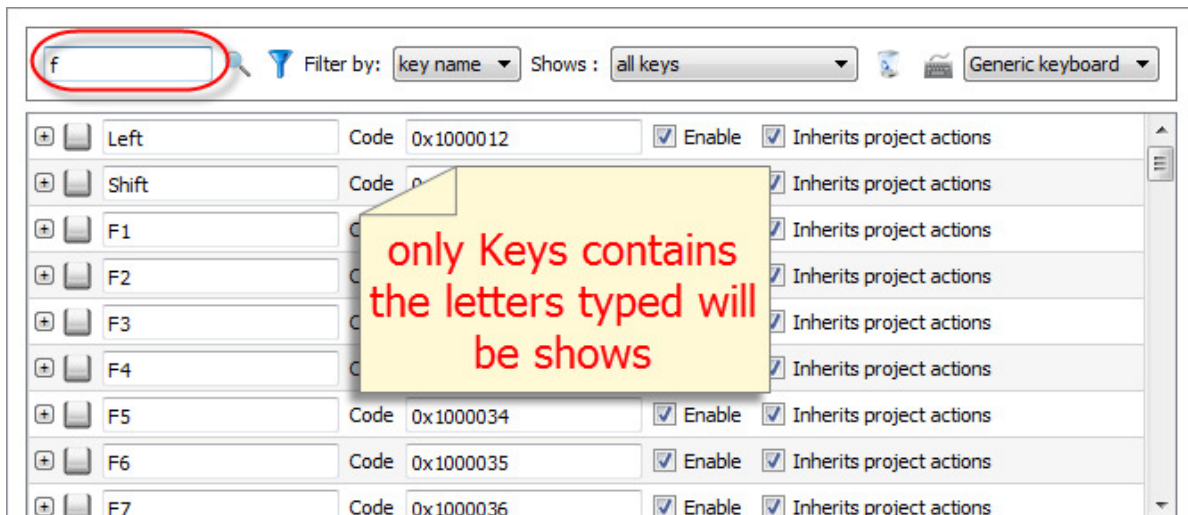 f Filter by: key name Shows : all keys Generic keyboard
Left Code 0x1000012 Enable Inherits project actions
Shift Code Inherits project actions
F1 Inherits project actions
F2 Inherits project actions
F3 Inherits project actions
F4 Inherits project actions
F5 Code 0x1000034 Enable Inherits project actions
F6 Code 0x1000035 Enable Inherits project actions
F7 Code 0x1000036 Enable Inherits project actions
only Keys contains
the letters typed will
be shows